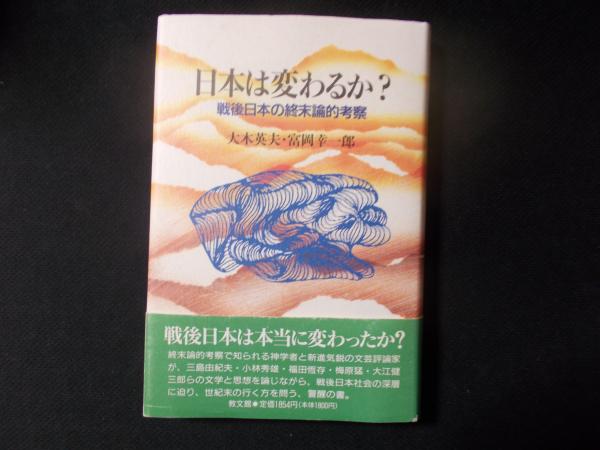 日本は変わるか?
戦後日本の終末論的考察
大木英夫・富岡幸一郎
戦後日本は本当に変わったか?
終末論的考察で知られる神学者と新進気鋭の文芸評論家
が、三島由紀夫・小林秀雄・福田恆存・梅原猛・大江健
三郎らの文学と思想を論じながら、戦後日本社会の深層
に迫り、世紀末の行く方を問う、警醒の書。
教文館●定価1854円(本体1800円)